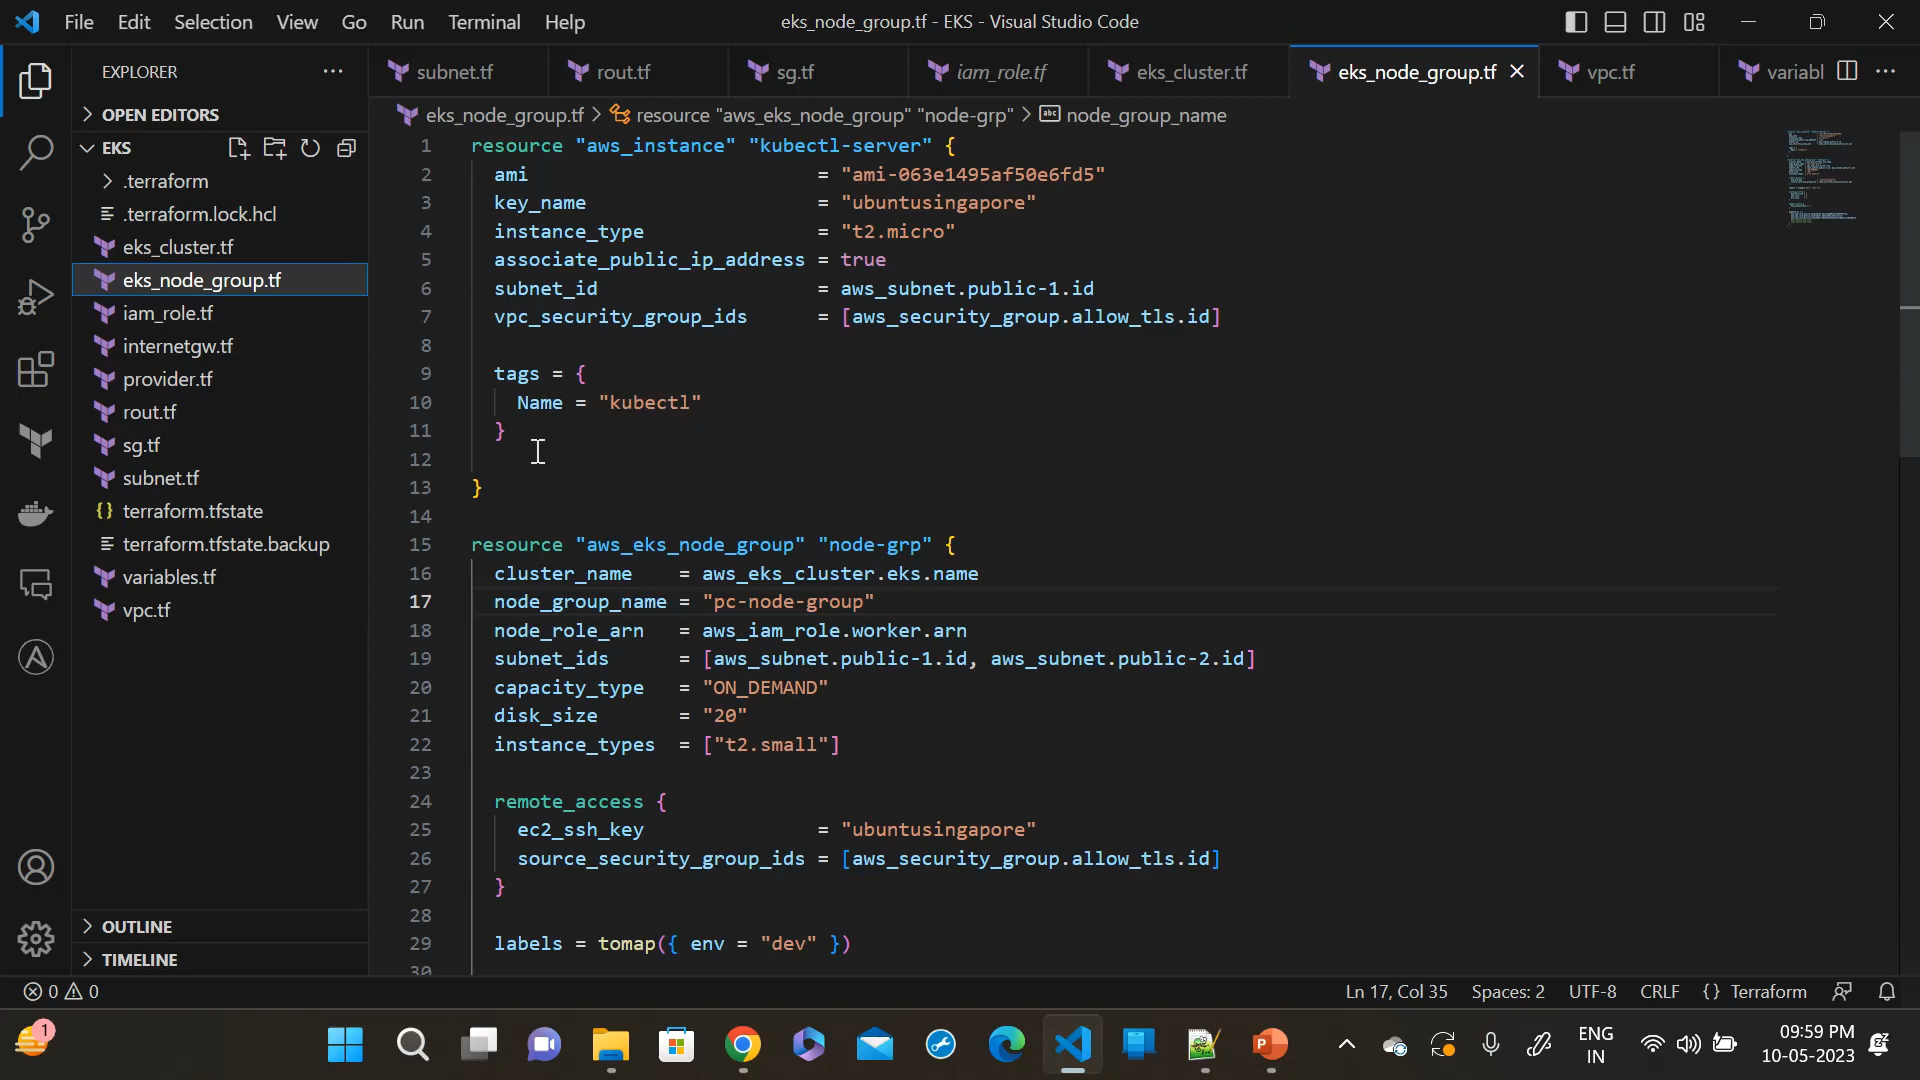 File Edit Selection View Go Run Terminal Help
eks_node_group.tf - EKS - Visual Studio Code
EXPLORER
subnet.tf rout.tf sg.tf iam_role.tf eks_cluster.tf eks_node_group.tf vpc.tf variabl
OPEN EDITORS
EKS
.terraform
.terraform.lock.hcl
eks_cluster.tf
eks_node_group.tf
iam_role.tf
internetgw.tf
provider.tf
rout.tf
sg.tf
subnet.tf
terraform.tfstate
terraform.tfstate.backup
variables.tf
vpc.tf
OUTLINE
TIMELINE
eks_node_group.tf > resource "aws_eks_node_group" "node-grp" > node_group_name
1 resource "aws_instance" "kubectl-server" {
2 ami = "ami-063e1495af50e6fd5"
3 key_name = "ubuntusingapore"
4 instance_type = "t2.micro"
5 associate_public_ip_address = true
6 subnet_id = aws_subnet.public-1.id
7 vpc_security_group_ids = [aws_security_group.allow_tls.id]
8
9 tags = {
10 Name = "kubectl"
11 }
12
13 }
14
15 resource "aws_eks_node_group" "node-grp" {
16 cluster_name = aws_eks_cluster.eks.name
17 node_group_name = "pc-node-group"
18 node_role_arn = aws_iam_role.worker.arn
19 subnet_ids = [aws_subnet.public-1.id, aws_subnet.public-2.id]
20 capacity_type = "ON_DEMAND"
21 disk_size = "20"
22 instance_types = ["t2.small"]
23
24 remote_access {
25 ec2_ssh_key = "ubuntusingapore"
26 source_security_group_ids = [aws_security_group.allow_tls.id]
27 }
28
29 labels = tomap({ env = "dev" })
30
0 0
Ln 17, Col 35 Spaces: 2 UTF-8 CRLF {} Terraform
1
ENG
IN
09:59 PM
10-05-2023